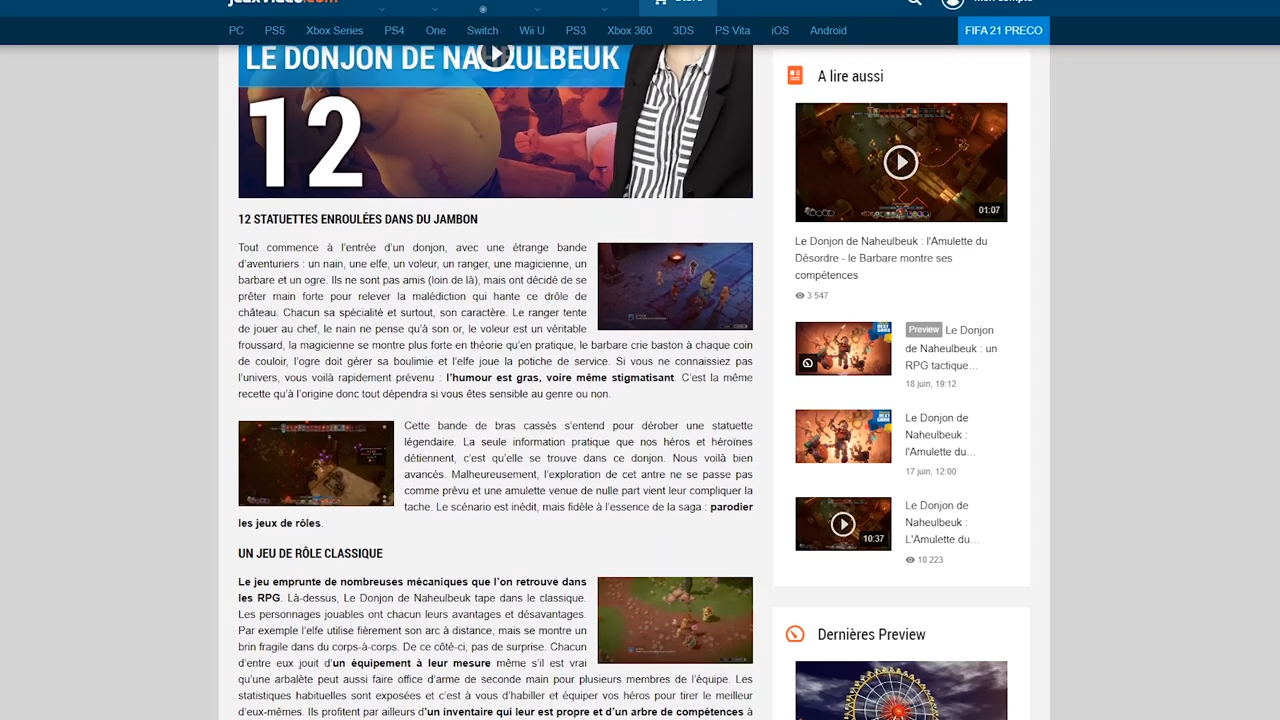 jeuxvideo.com
PC PS5 Xbox Series PS4 One Switch Wii U PS3 Xbox 360 3DS PS Vita iOS Android FIFA 21 PRECO
LE DONJON DE NAHEULBEUK
12
12 STATUETTES ENROULÉES DANS DU JAMBON
Tout commence à l'entrée d'un donjon, avec une étrange bande
d'aventuriers : un nain, une elfe, un voleur, un ranger, une magicienne, un
barbare et un ogre. Ils ne sont pas amis (loin de là), mais ont décidé de se
prêter main forte pour relever la malédiction qui hante ce drôle de
château. Chacun sa spécialité et surtout, son caractère. Le ranger tente
de jouer au chef, le nain ne pense qu'à son or, le voleur est un véritable
froussard, la magicienne se montre plus forte en théorie qu'en pratique, le barbare crie baston à chaque coin
de couloir, l'ogre doit gérer sa boulimie et l'elfe joue la potiche de service. Si vous ne connaissiez pas
l'univers, vous voilà rapidement prévenu : l'humour est gras, voire même stigmatisant. C'est la même
recette qu'à l'origine donc tout dépendra si vous êtes sensible au genre ou non.
Cette bande de bras cassés s'entend pour dérober une statuette
légendaire. La seule information pratique que nos héros et héroïnes
détiennent, c'est qu'elle se trouve dans ce donjon. Nous voilà bien
avancés. Malheureusement, l'exploration de cet antre ne se passe pas
comme prévu et une amulette venue de nulle part vient leur compliquer la
tache. Le scénario est inédit, mais fidèle à l'essence de la saga : parodier
les jeux de rôles.
UN JEU DE RÔLE CLASSIQUE
Le jeu emprunte de nombreuses mécaniques que l'on retrouve dans
les RPG. Là-dessus, Le Donjon de Naheulbeuk tape dans le classique.
Les personnages jouables ont chacun leurs avantages et désavantages.
Par exemple l'elfe utilise fièrement son arc à distance, mais se montre un
brin fragile dans du corps-à-corps. De ce côté-ci, pas de surprise. Chacun
d'entre eux jouit d'un équipement à leur mesure même s'il est vrai
qu'une arbalète peut aussi faire office d'arme de seconde main pour plusieurs membres de l'équipe. Les
statistiques habituelles sont exposées et c'est à vous d'habiller et équiper vos héros pour tirer le meilleur
d'eux-mêmes. Ils profitent par ailleurs d'un inventaire qui leur est propre et d'un arbre de compétences à
A lire aussi
01:07
Le Donjon de Naheulbeuk : l'Amulette du
Désordre - le Barbare montre ses
compétences
3 547
Preview Le Donjon
de Naheulbeuk : un
RPG tactique...
18 juin, 19:12
Le Donjon de
Naheulbeuk :
l'Amulette du...
17 juin, 12:00
10:37
Le Donjon de
Naheulbeuk :
L'Amulette du...
10 223
Dernières Preview